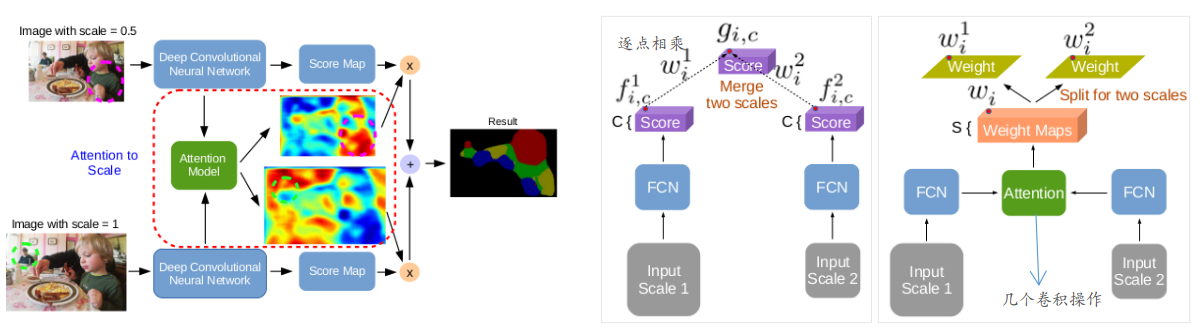 Image with scale = 0.5
Deep Convolutional
Neural Network
Score Map
x
Attention to
Scale
Attention
Model
+
Result
Image with scale = 1
Deep Convolutional
Neural Network
Score Map
x
逐点相乘
g_{i,c}
Score
w_i^1
w_i^2
Merge
two scales
f_{i,c}^1
f_{i,c}^2
C { Score
C { Score
FCN
FCN
Input
Scale 1
Input
Scale 2
w_i^1
w_i^2
Weight
Weight
w_i
Split for two scales
S { Weight Maps
FCN
Attention
FCN
Input
Scale 1
Input
Scale 2
几个卷积操作